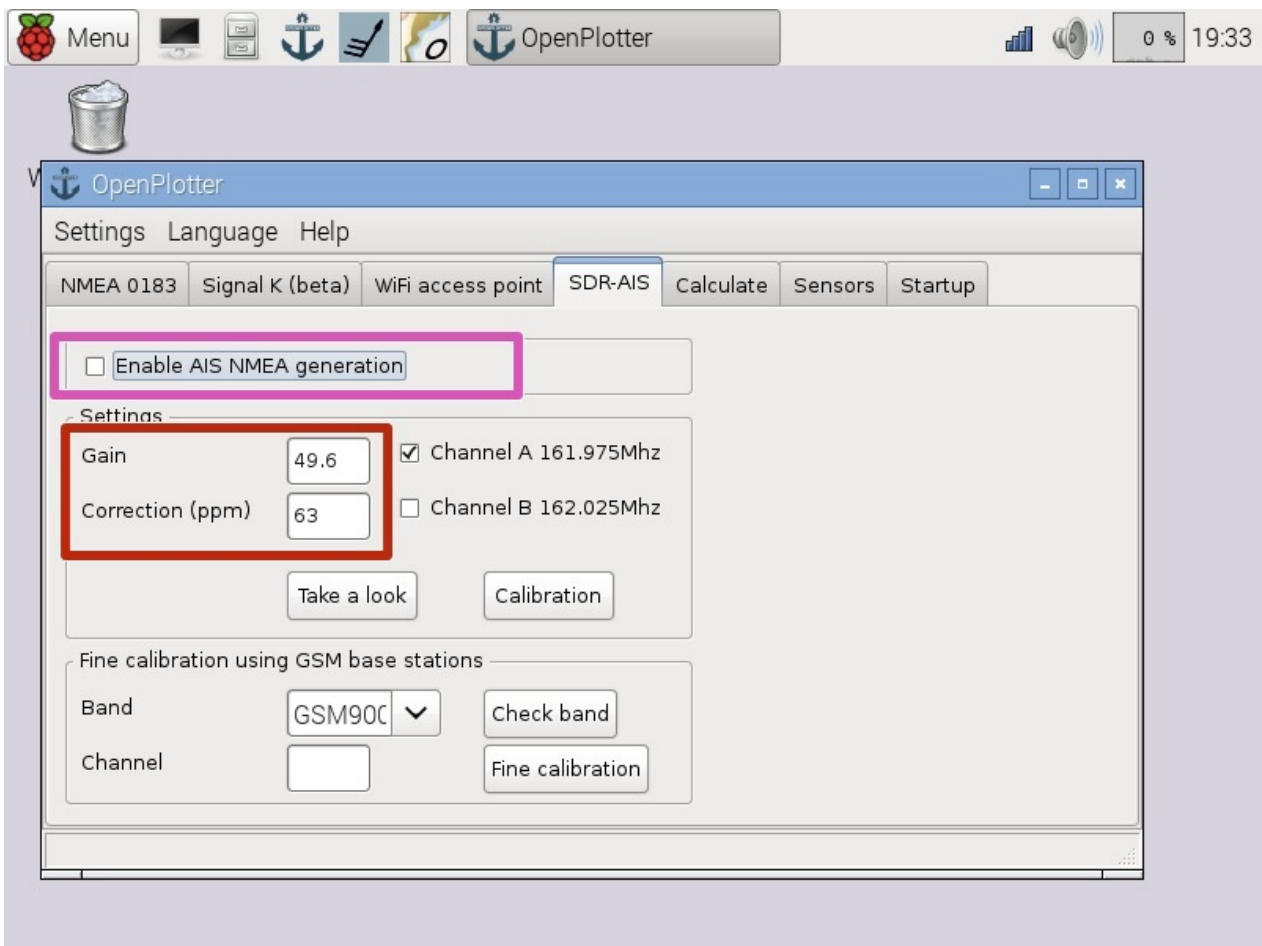 Menu OpenPlotter 0 % 19:33
W
OpenPlotter
Settings Language Help
NMEA 0183 Signal K (beta) WiFi access point SDR-AIS Calculate Sensors Startup
Enable AIS NMEA generation
Settings
Gain 49.6 Channel A 161.975Mhz
Correction (ppm) 63 Channel B 162.025Mhz
Take a look Calibration
Fine calibration using GSM base stations
Band GSM900 Check band
Channel Fine calibration